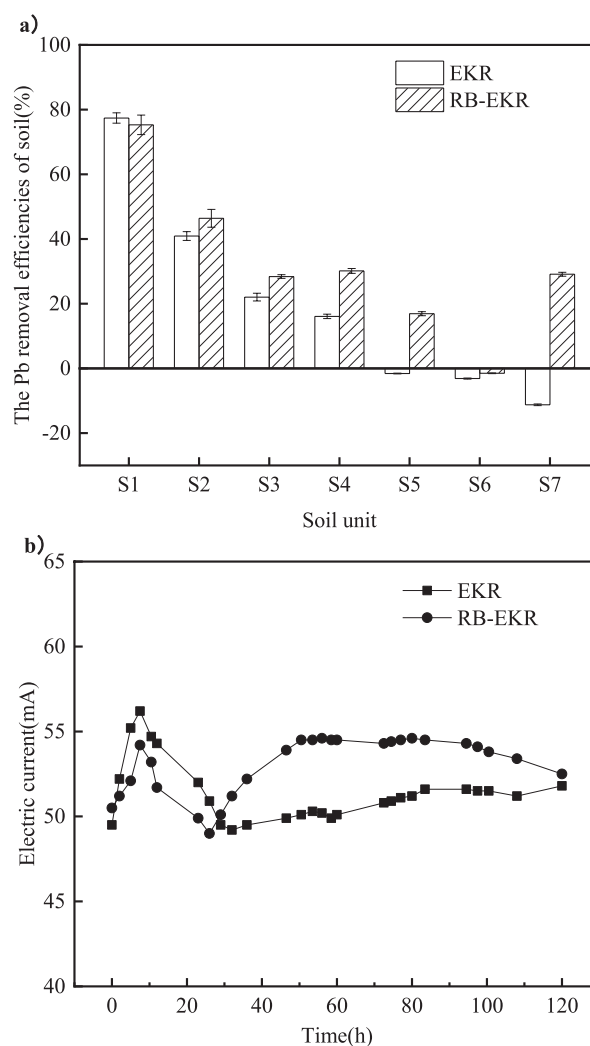 a)
The Pb removal efficiencies of soil(%)
100
80
60
40
20
0
-20
EKR
RB-EKR
S1 S2 S3 S4 S5 S6 S7
Soil unit
b)
Electric current(mA)
65
60
55
50
45
40
EKR
RB-EKR
0 20 40 60 80 100 120
Time(h)